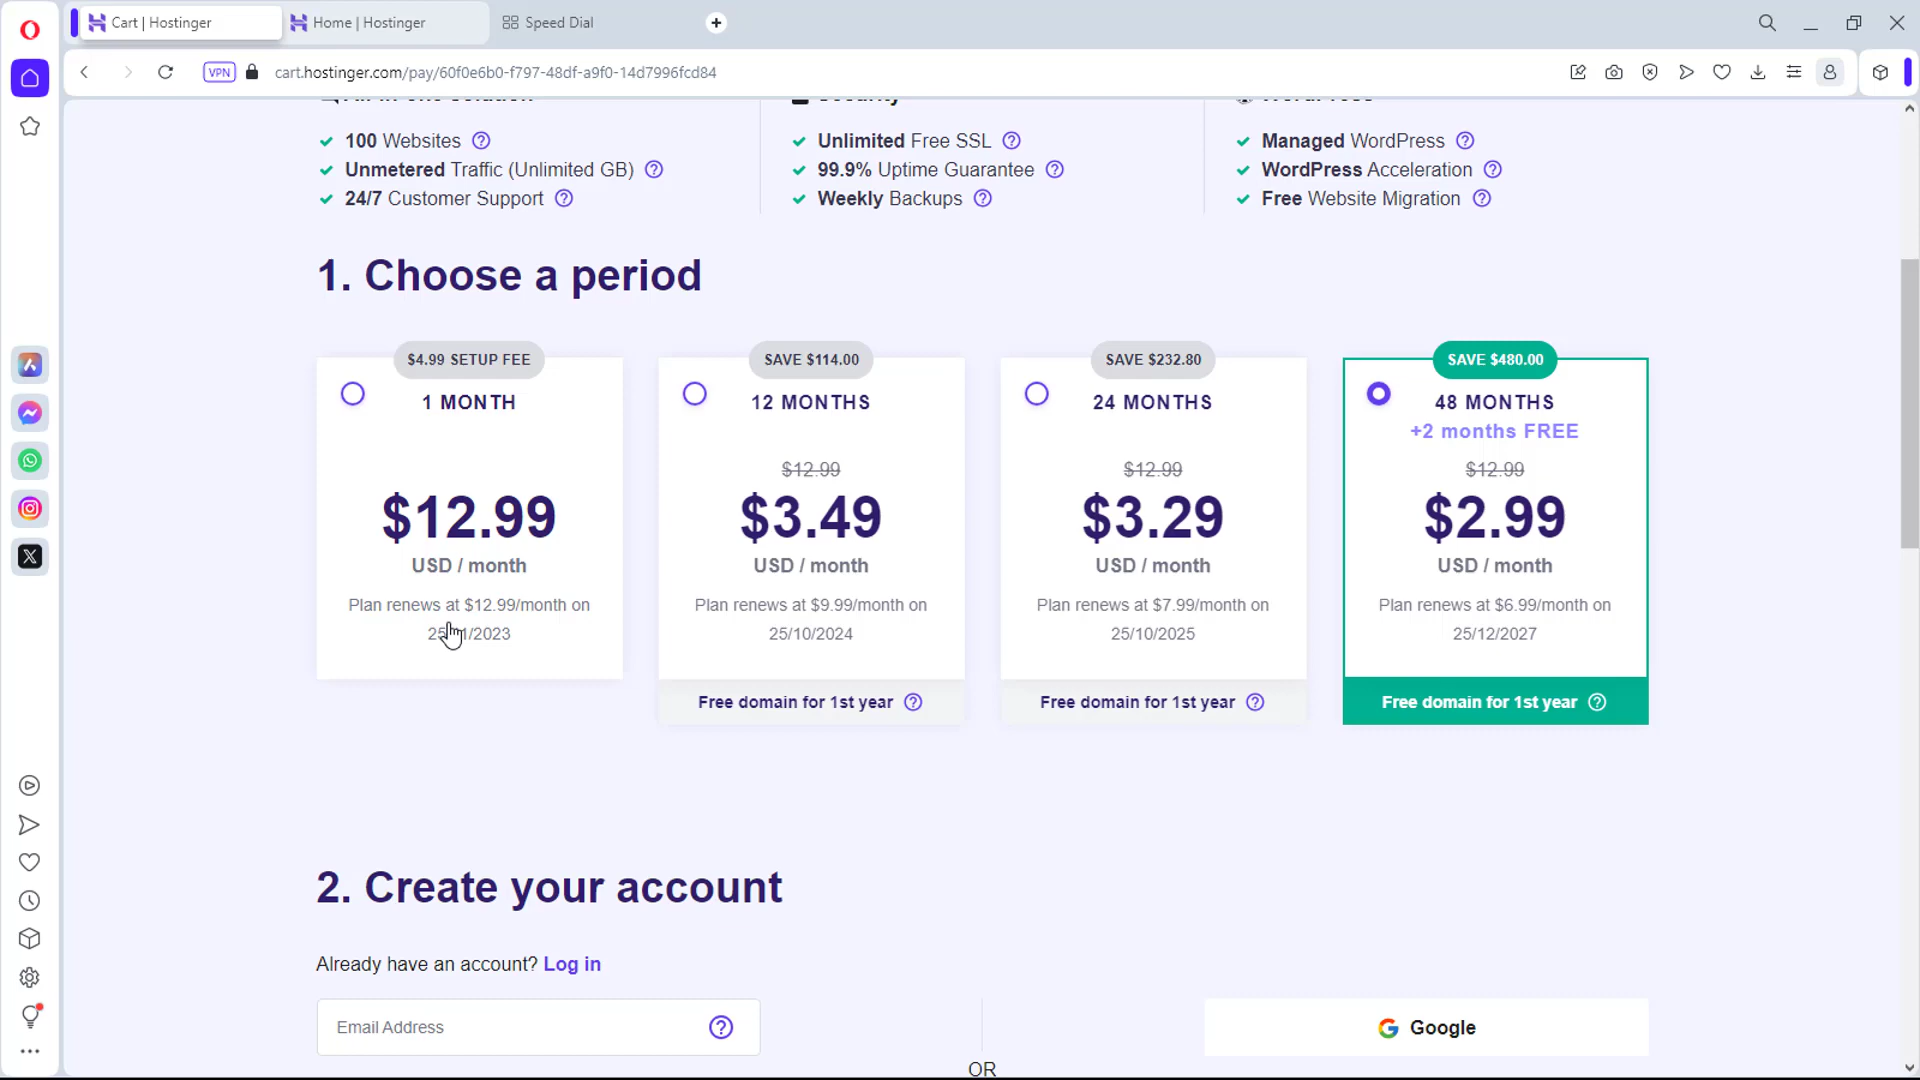 Cart | Hostinger
Home | Hostinger
Speed Dial
VPN
cart.hostinger.com/pay/60f0e6b0-f797-48df-a9f0-14d7996fcd84
100 Websites
Unmetered Traffic (Unlimited GB)
24/7 Customer Support
Unlimited Free SSL
99.9% Uptime Guarantee
Weekly Backups
Managed WordPress
WordPress Acceleration
Free Website Migration
1. Choose a period
$4.99 SETUP FEE
1 MONTH
$12.99
USD / month
Plan renews at $12.99/month on
SAVE $114.00
12 MONTHS
$12.99
$3.49
USD / month
Plan renews at $9.99/month on
25/10/2024
Free domain for 1st year
SAVE $232.80
24 MONTHS
$12.99
$3.29
USD / month
Plan renews at $7.99/month on
25/10/2025
Free domain for 1st year
SAVE $480.00
48 MONTHS
+2 months FREE
$12.99
$2.99
USD / month
Plan renews at $6.99/month on
25/12/2027
Free domain for 1st year
2. Create your account
Already have an account? Log in
Email Address
Google
OR